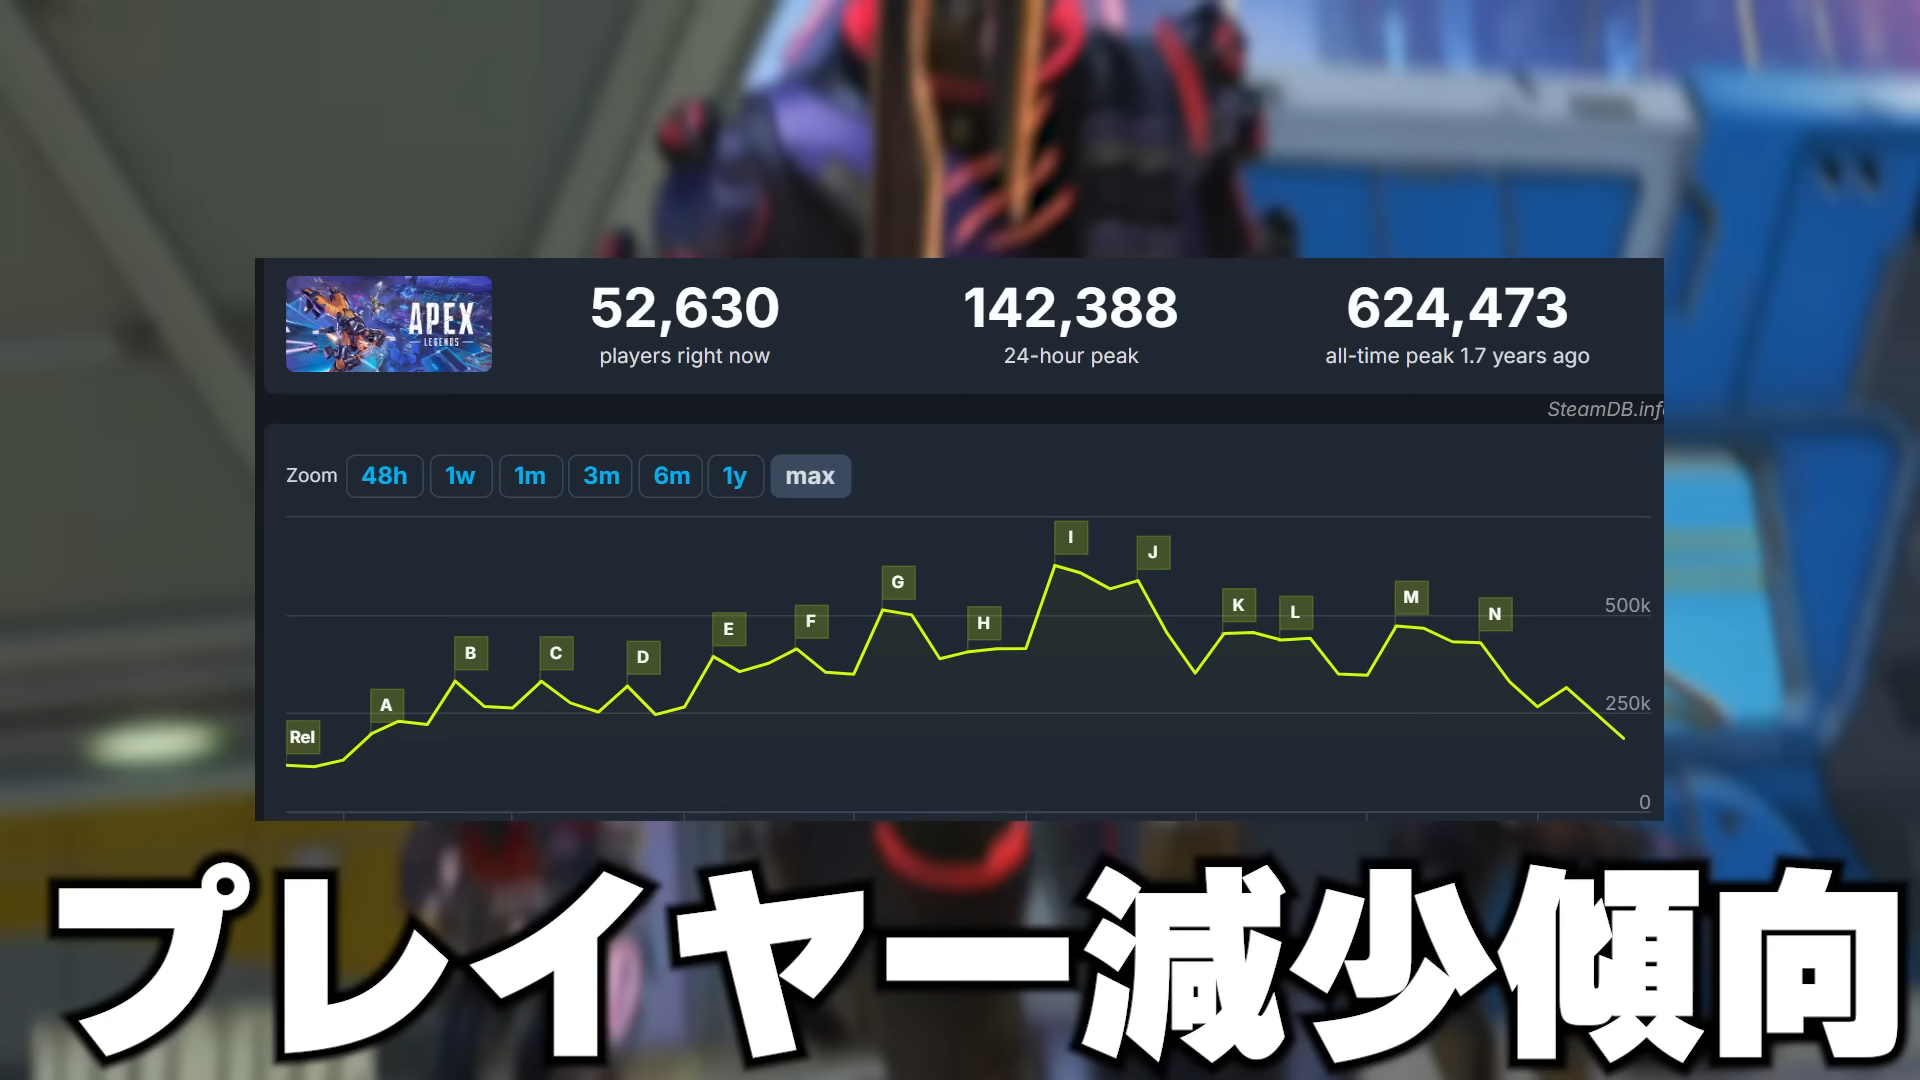 APEX
LEGENDS
52,630
players right now
142,388
24-hour peak
624,473
all-time peak 1.7 years ago
SteamDB.inf
Zoom 48h 1w 1m 3m 6m 1y max
Rel A B C D E F G H I J K L M N
500k
250k
0
プレイヤー減少傾向